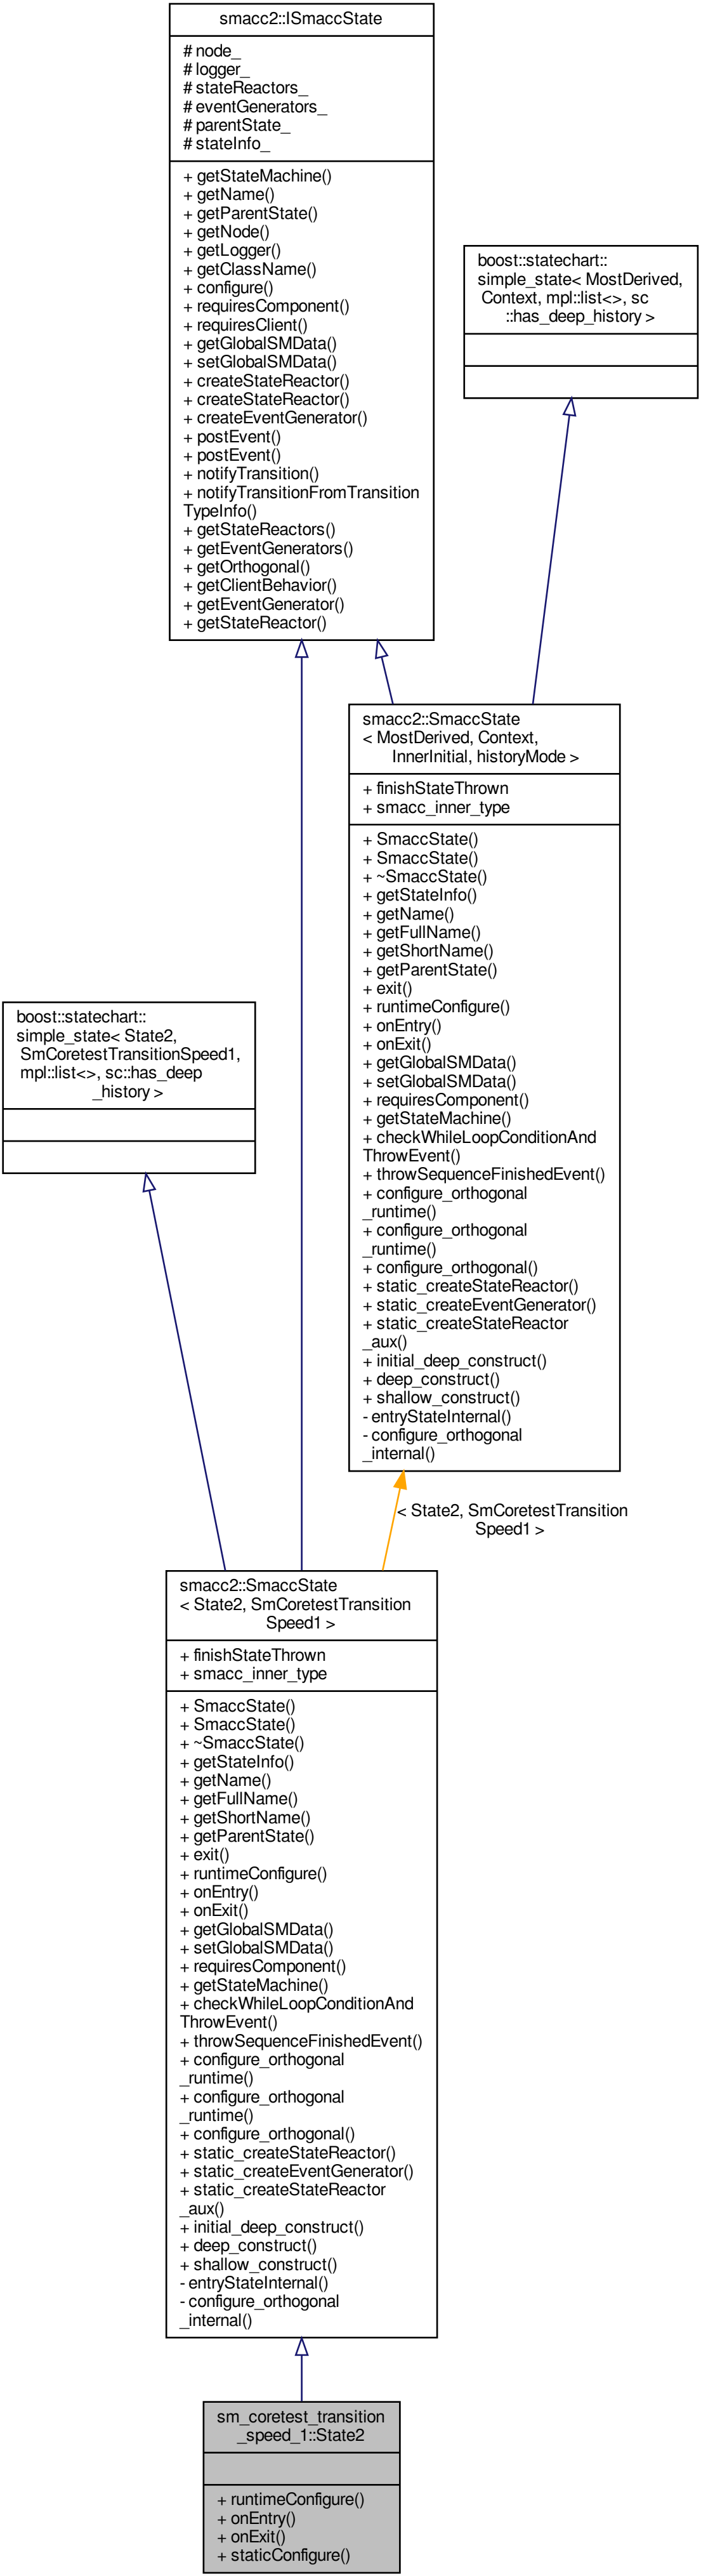 smacc2::ISmaccState
# node_
# logger_
# stateReactors_
# eventGenerators_
# parentState_
# stateInfo_
+ getStateMachine()
+ getName()
+ getParentState()
+ getNode()
+ getLogger()
+ getClassName()
+ configure()
+ requiresComponent()
+ requiresClient()
+ getGlobalSMData()
+ setGlobalSMData()
+ createStateReactor()
+ createStateReactor()
+ createEventGenerator()
+ postEvent()
+ postEvent()
+ notifyTransition()
+ notifyTransitionFromTransition
TypeInfo()
+ getStateReactors()
+ getEventGenerators()
+ getOrthogonal()
+ getClientBehavior()
+ getEventGenerator()
+ getStateReactor()
boost::statechart::
simple_state< MostDerived,
Context, mpl::list<>, sc
::has_deep_history >
smacc2::SmaccState
< MostDerived, Context,
InnerInitial, historyMode >
+ finishStateThrown
+ smacc_inner_type
+ SmaccState()
+ SmaccState()
+ ~SmaccState()
+ getStateInfo()
+ getName()
+ getFullName()
+ getShortName()
+ getParentState()
+ exit()
+ runtimeConfigure()
+ onEntry()
+ onExit()
+ getGlobalSMData()
+ setGlobalSMData()
+ requiresComponent()
+ getStateMachine()
+ checkWhileLoopConditionAnd
ThrowEvent()
+ throwSequenceFinishedEvent()
+ configure_orthogonal
_runtime()
+ configure_orthogonal
_runtime()
+ configure_orthogonal()
+ static_createStateReactor()
+ static_createEventGenerator()
+ static_createStateReactor
_aux()
+ initial_deep_construct()
+ deep_construct()
+ shallow_construct()
- entryStateInternal()
- configure_orthogonal
_internal()
boost::statechart::
simple_state< State2,
SmCoretestTransitionSpeed1,
mpl::list<>, sc::has_deep
_history >
< State2, SmCoretestTransition
Speed1 >
smacc2::SmaccState
< State2, SmCoretestTransition
Speed1 >
+ finishStateThrown
+ smacc_inner_type
+ SmaccState()
+ SmaccState()
+ ~SmaccState()
+ getStateInfo()
+ getName()
+ getFullName()
+ getShortName()
+ getParentState()
+ exit()
+ runtimeConfigure()
+ onEntry()
+ onExit()
+ getGlobalSMData()
+ setGlobalSMData()
+ requiresComponent()
+ getStateMachine()
+ checkWhileLoopConditionAnd
ThrowEvent()
+ throwSequenceFinishedEvent()
+ configure_orthogonal
_runtime()
+ configure_orthogonal
_runtime()
+ configure_orthogonal()
+ static_createStateReactor()
+ static_createEventGenerator()
+ static_createStateReactor
_aux()
+ initial_deep_construct()
+ deep_construct()
+ shallow_construct()
- entryStateInternal()
- configure_orthogonal
_internal()
sm_coretest_transition
_speed_1::State2
+ runtimeConfigure()
+ onEntry()
+ onExit()
+ staticConfigure()